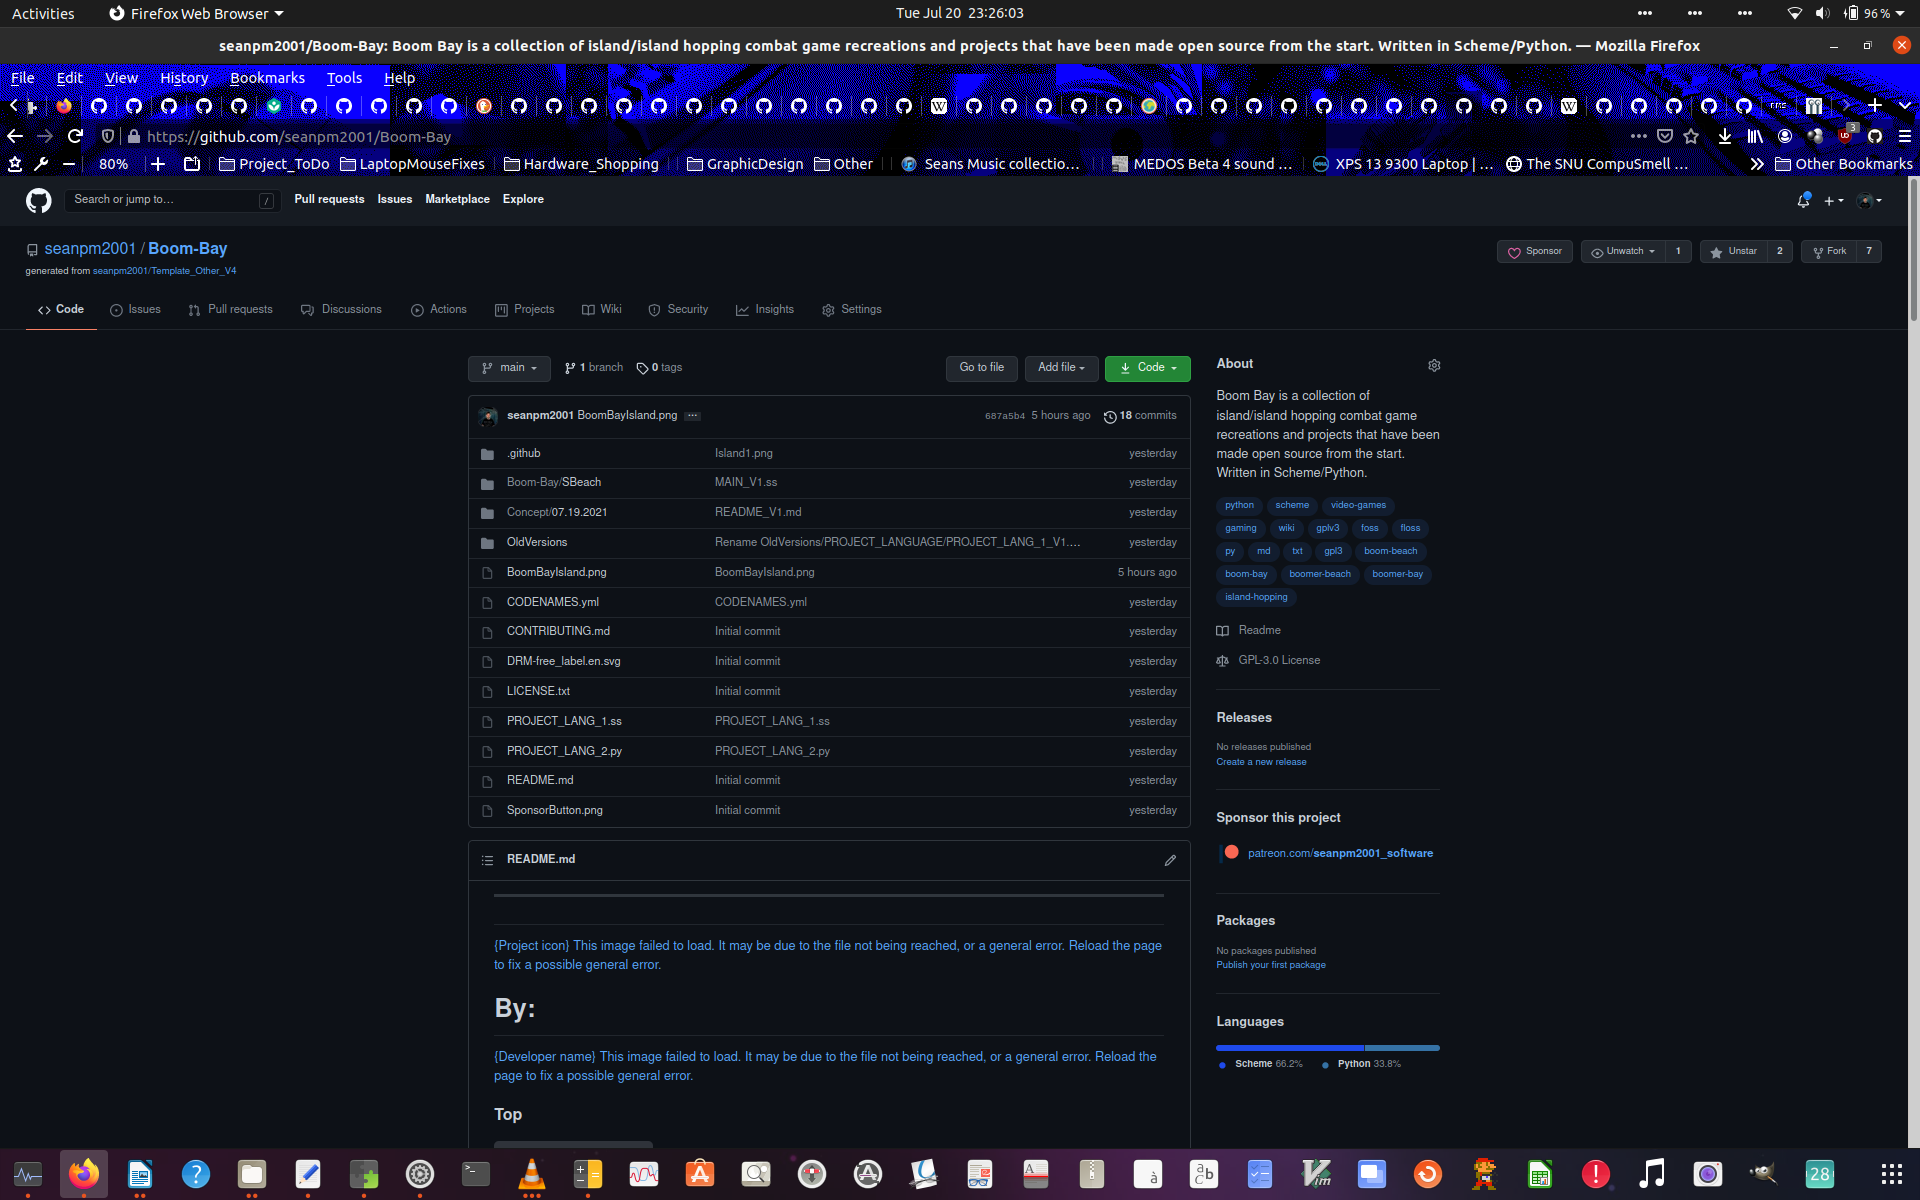 Activities
Firefox Web Browser
Tue Jul 20 23:26:03
96 %
seanpm2001/Boom-Bay: Boom Bay is a collection of island/island hopping combat game recreations and projects that have been made open source from the start. Written in Scheme/Python. — Mozilla Firefox
File Edit View History Bookmarks Tools Help
https://github.com/seanpm2001/Boom-Bay
3
80%
Project_ToDo
LaptopMouseFixes
Hardware_Shopping
GraphicDesign
Other
Seans Music collectio…
MEDOS Beta 4 sound …
XPS 13 9300 Laptop | …
The SNU CompuSmell …
Other Bookmarks
Search or jump to…
/
Pull requests Issues Marketplace Explore
seanpm2001 / Boom-Bay
generated from seanpm2001/Template_Other_V4
Sponsor
Unwatch 1
Unstar 2
Fork 7
Code Issues Pull requests Discussions Actions Projects Wiki Security Insights Settings
main
1 branch
0 tags
Go to file
Add file
Code
seanpm2001 BoomBayIsland.png ...
687a5b4 5 hours ago
18 commits
.github Island1.png yesterday
Boom-Bay/SBeach MAIN_V1.ss yesterday
Concept/07.19.2021 README_V1.md yesterday
OldVersions Rename OldVersions/PROJECT_LANGUAGE/PROJECT_LANG_1_V1.… yesterday
BoomBayIsland.png BoomBayIsland.png 5 hours ago
CODENAMES.yml CODENAMES.yml yesterday
CONTRIBUTING.md Initial commit yesterday
DRM-free_label.en.svg Initial commit yesterday
LICENSE.txt Initial commit yesterday
PROJECT_LANG_1.ss PROJECT_LANG_1.ss yesterday
PROJECT_LANG_2.py PROJECT_LANG_2.py yesterday
README.md Initial commit yesterday
SponsorButton.png Initial commit yesterday
README.md
{Project icon} This image failed to load. It may be due to the file not being reached, or a general error. Reload the page
to fix a possible general error.
By:
{Developer name} This image failed to load. It may be due to the file not being reached, or a general error. Reload the
page to fix a possible general error.
Top
About
Boom Bay is a collection of
island/island hopping combat game
recreations and projects that have been
made open source from the start.
Written in Scheme/Python.
python scheme video-games
gaming wiki gplv3 foss floss
py md txt gpl3 boom-beach
boom-bay boomer-beach boomer-bay
island-hopping
Readme
GPL-3.0 License
Releases
No releases published
Create a new release
Sponsor this project
patreon.com/seanpm2001_software
Packages
No packages published
Publish your first package
Languages
Scheme 66.2% Python 33.8%
28